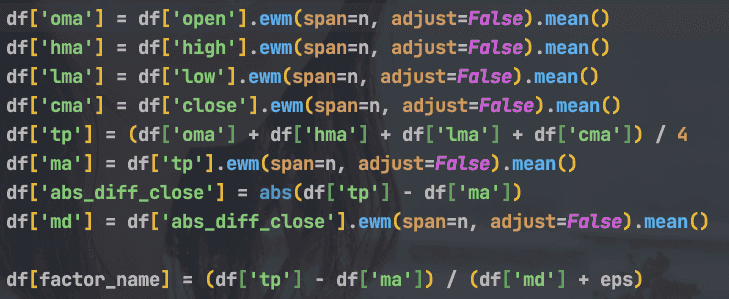 df['oma'] = df['open'].ewm(span=n, adjust=False).mean()
df['hma'] = df['high'].ewm(span=n, adjust=False).mean()
df['lma'] = df['low'].ewm(span=n, adjust=False).mean()
df['cma'] = df['close'].ewm(span=n, adjust=False).mean()
df['tp'] = (df['oma'] + df['hma'] + df['lma'] + df['cma']) / 4
df['ma'] = df['tp'].ewm(span=n, adjust=False).mean()
df['abs_diff_close'] = abs(df['tp'] - df['ma'])
df['md'] = df['abs_diff_close'].ewm(span=n, adjust=False).mean()
df[factor_name] = (df['tp'] - df['ma']) / (df['md'] + eps)